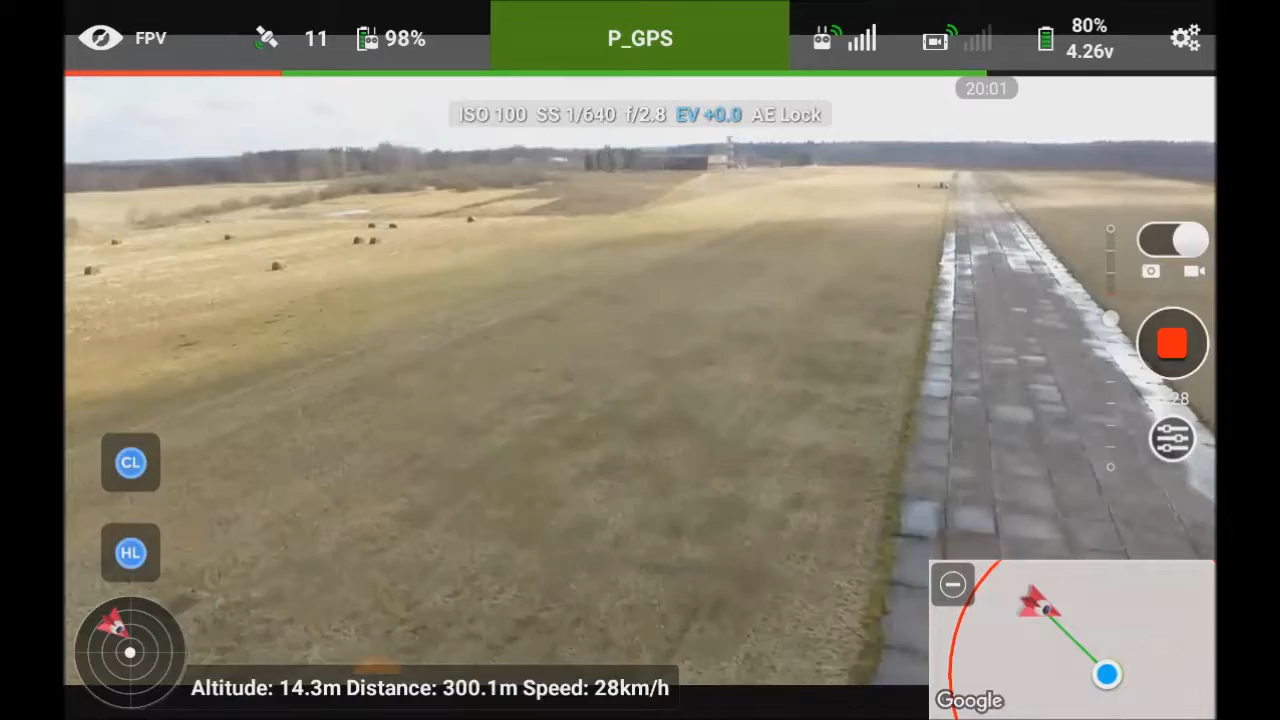 FPV
11
98%
P_GPS
80%
4.26v
20:01
ISO 100 SS 1/640 f/2.8 EV +0.0 AE Lock
28
CL
HL
Altitude: 14.3m Distance: 300.1m Speed: 28km/h
Google